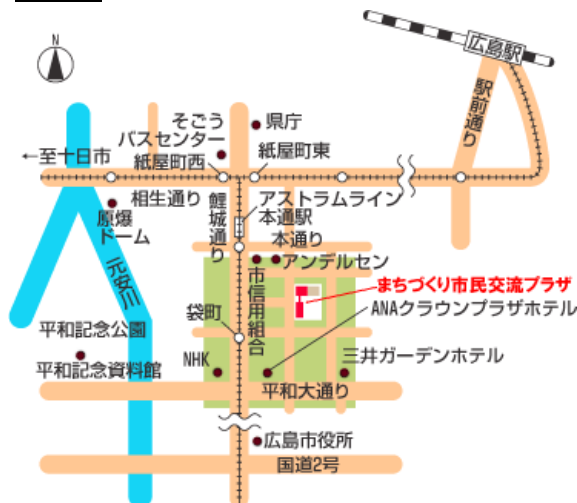 N
広島駅
駅前通り
そごう
バスセンター
県庁
←至十日市
紙屋町西
紙屋町東
相生通り
鯉城通り
アストラムライン
本通駅
本通り
原爆
ドーム
元安川
アンデルセン
市信用組合
まちづくり市民交流プラザ
ANAクラウンプラザホテル
袋町
平和記念公園
平和記念資料館
NHK
三井ガーデンホテル
平和大通り
広島市役所
国道2号